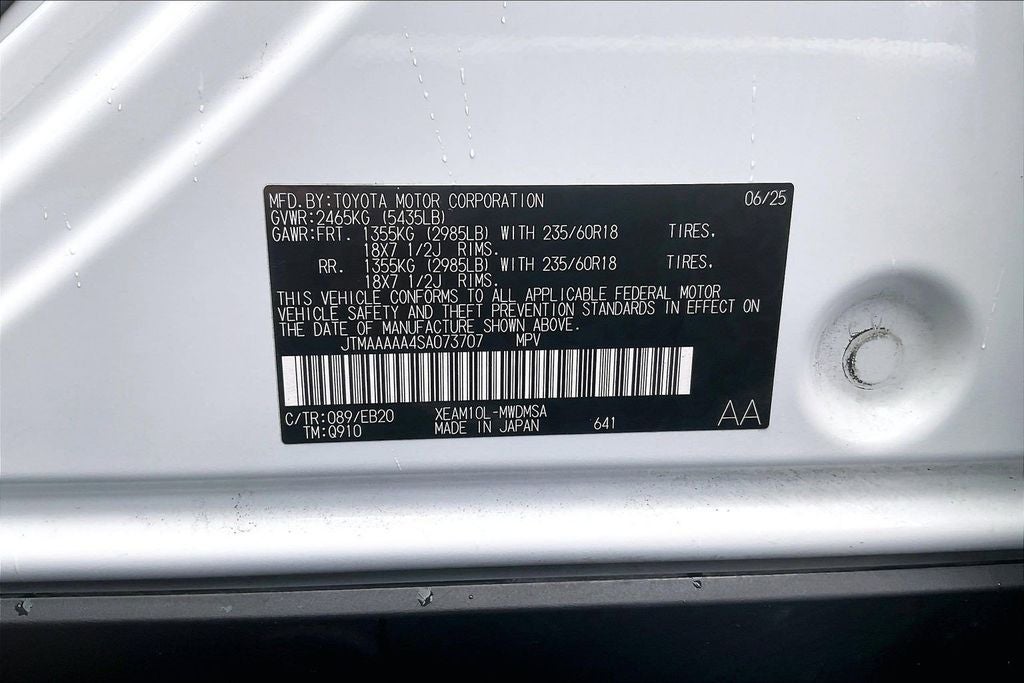 MFD.BY:TOYOTA MOTOR CORPORATION 06/25
GVWR:2465KG (5435LB)
GAWR:FRT. 1355KG (2985LB) WITH 235/60R18 TIRES.
18X7 1/2J RIMS.
RR. 1355KG (2985LB) WITH 235/60R18 TIRES.
18X7 1/2J RIMS.
THIS VEHICLE CONFORMS TO ALL APPLICABLE FEDERAL MOTOR
VEHICLE SAFETY AND THEFT PREVENTION STANDARDS IN EFFECT ON
THE DATE OF MANUFACTURE SHOWN ABOVE.
JTMAAAAA4SA073707 MPV
C/TR:089/EB20 XEAM10L-MWDMSA AA
TM:Q910 MADE IN JAPAN 641